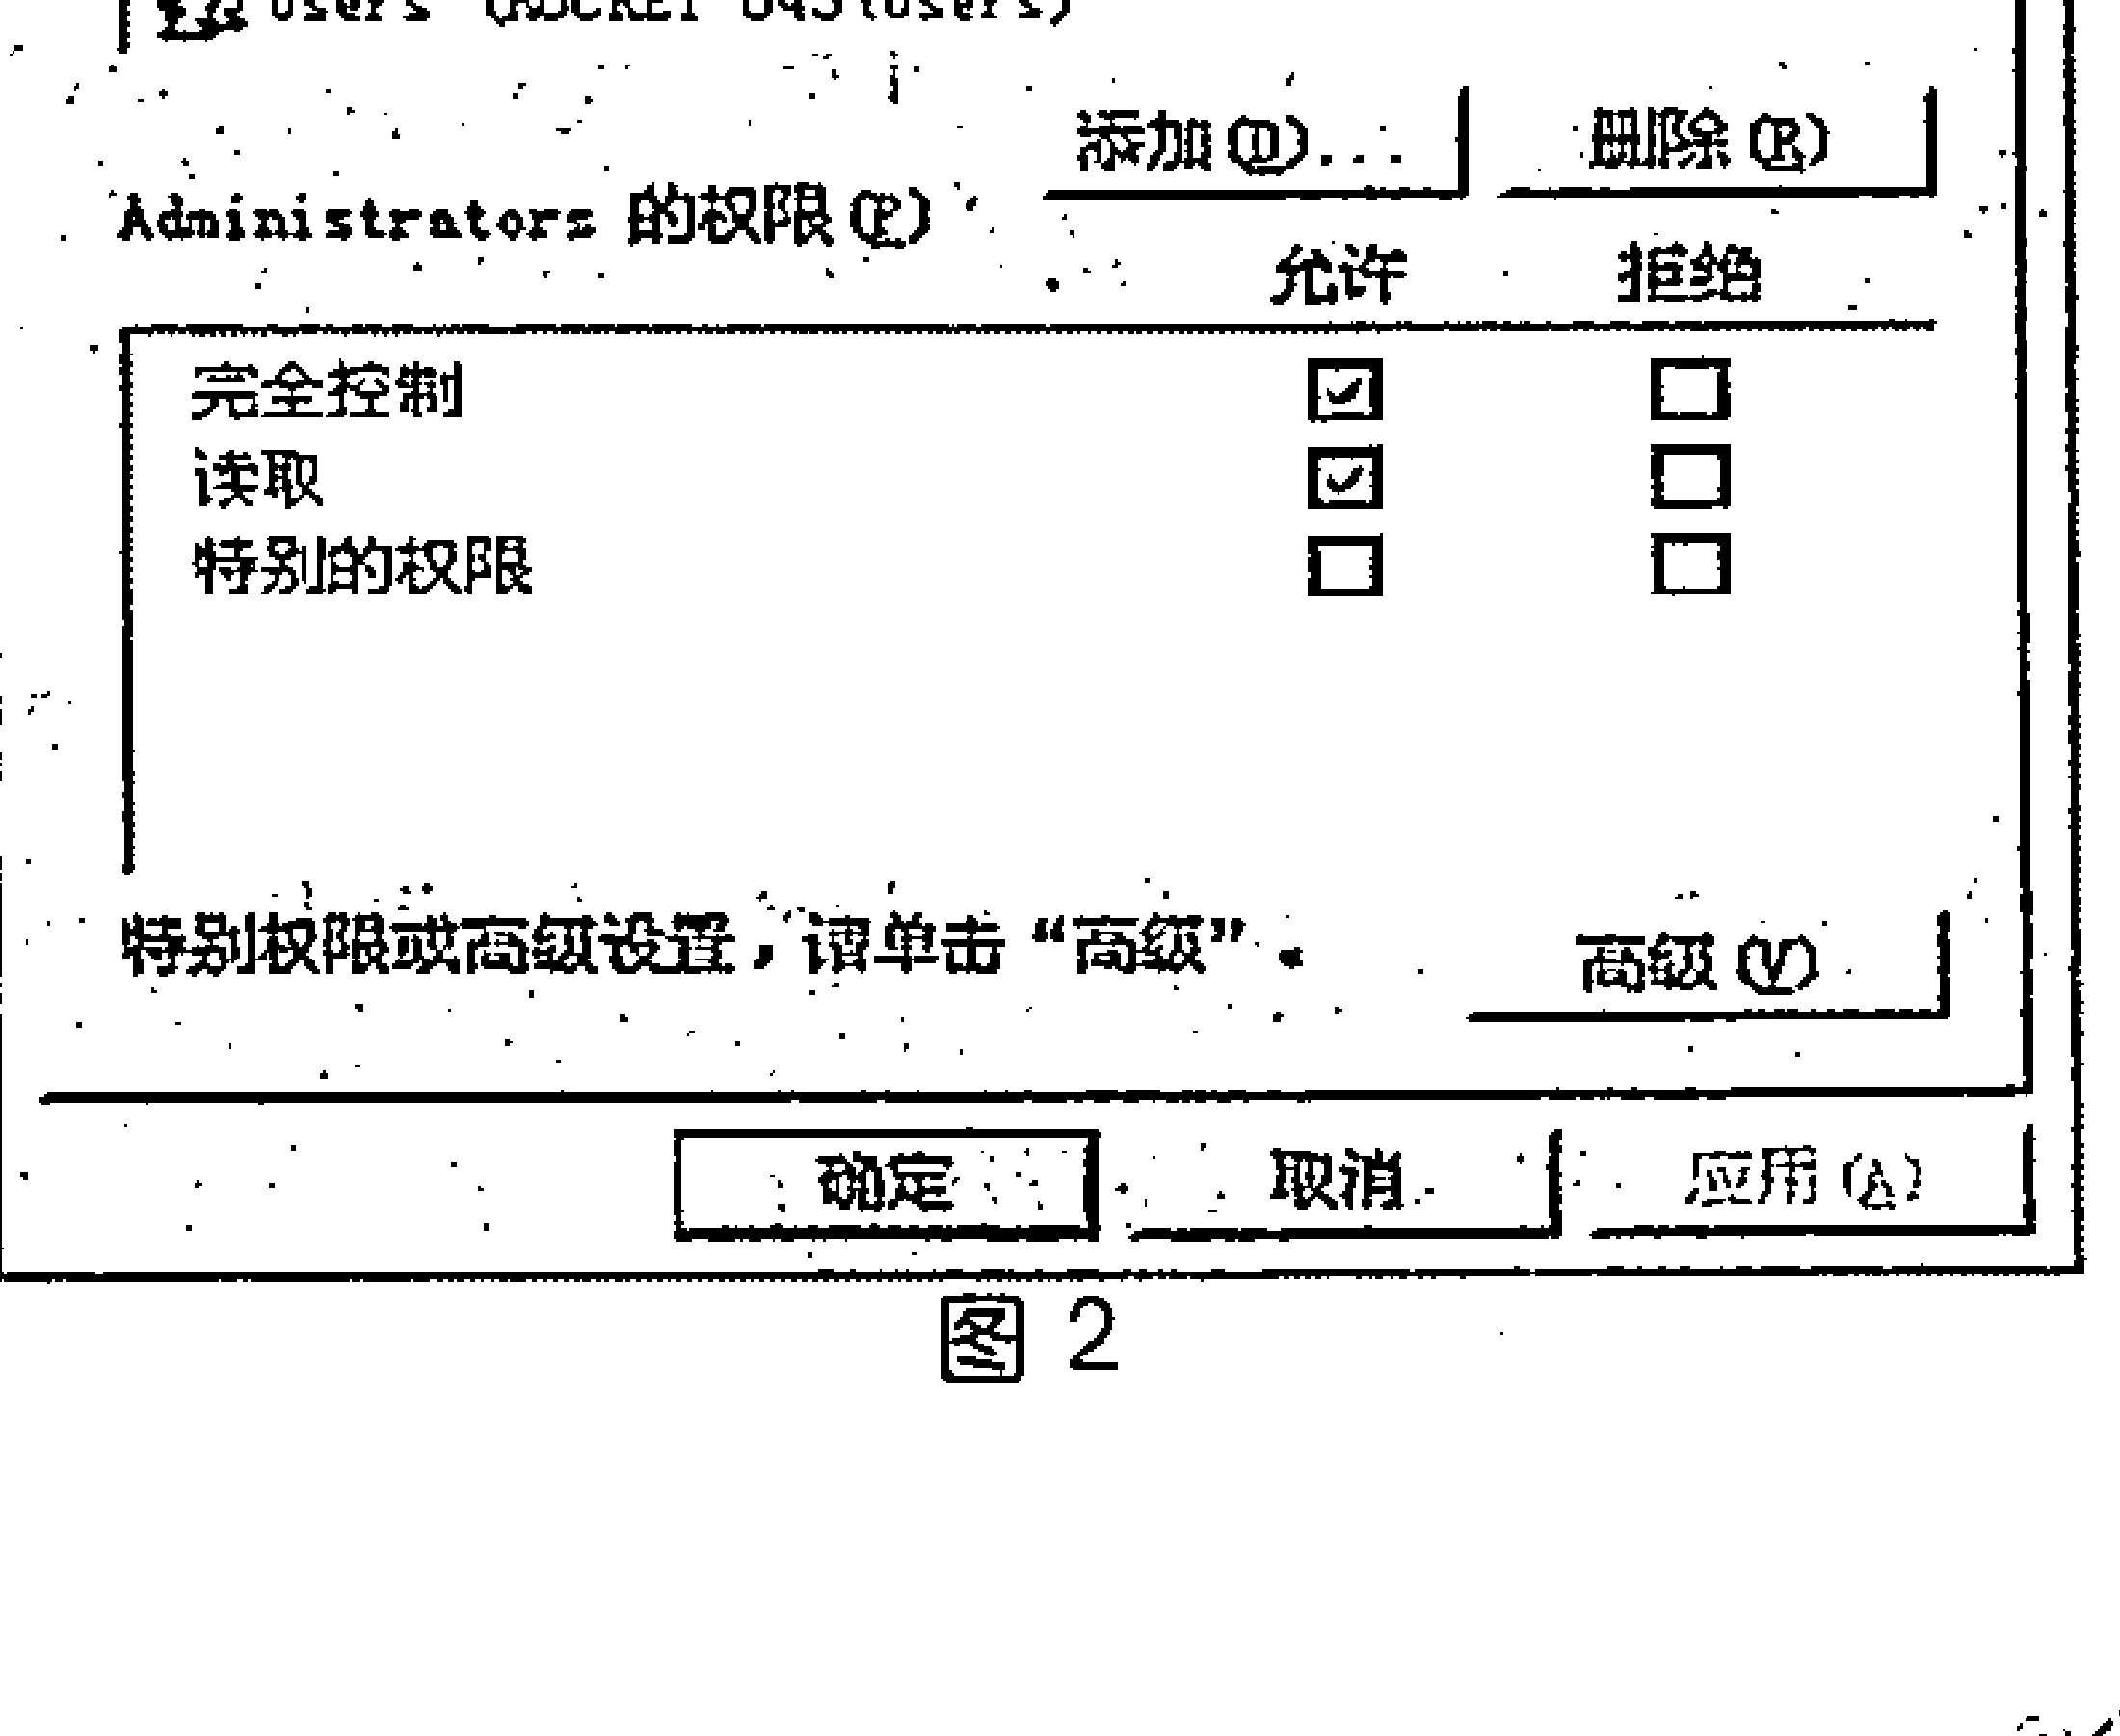 Users
添加(D)... 删除(R)
Administrators 的权限(P)
允许 拒绝
完全控制
读取
特别的权限
特别权限或高级设置，请单击“高级”。
高级(V)
确定 取消 应用(A)
图 2